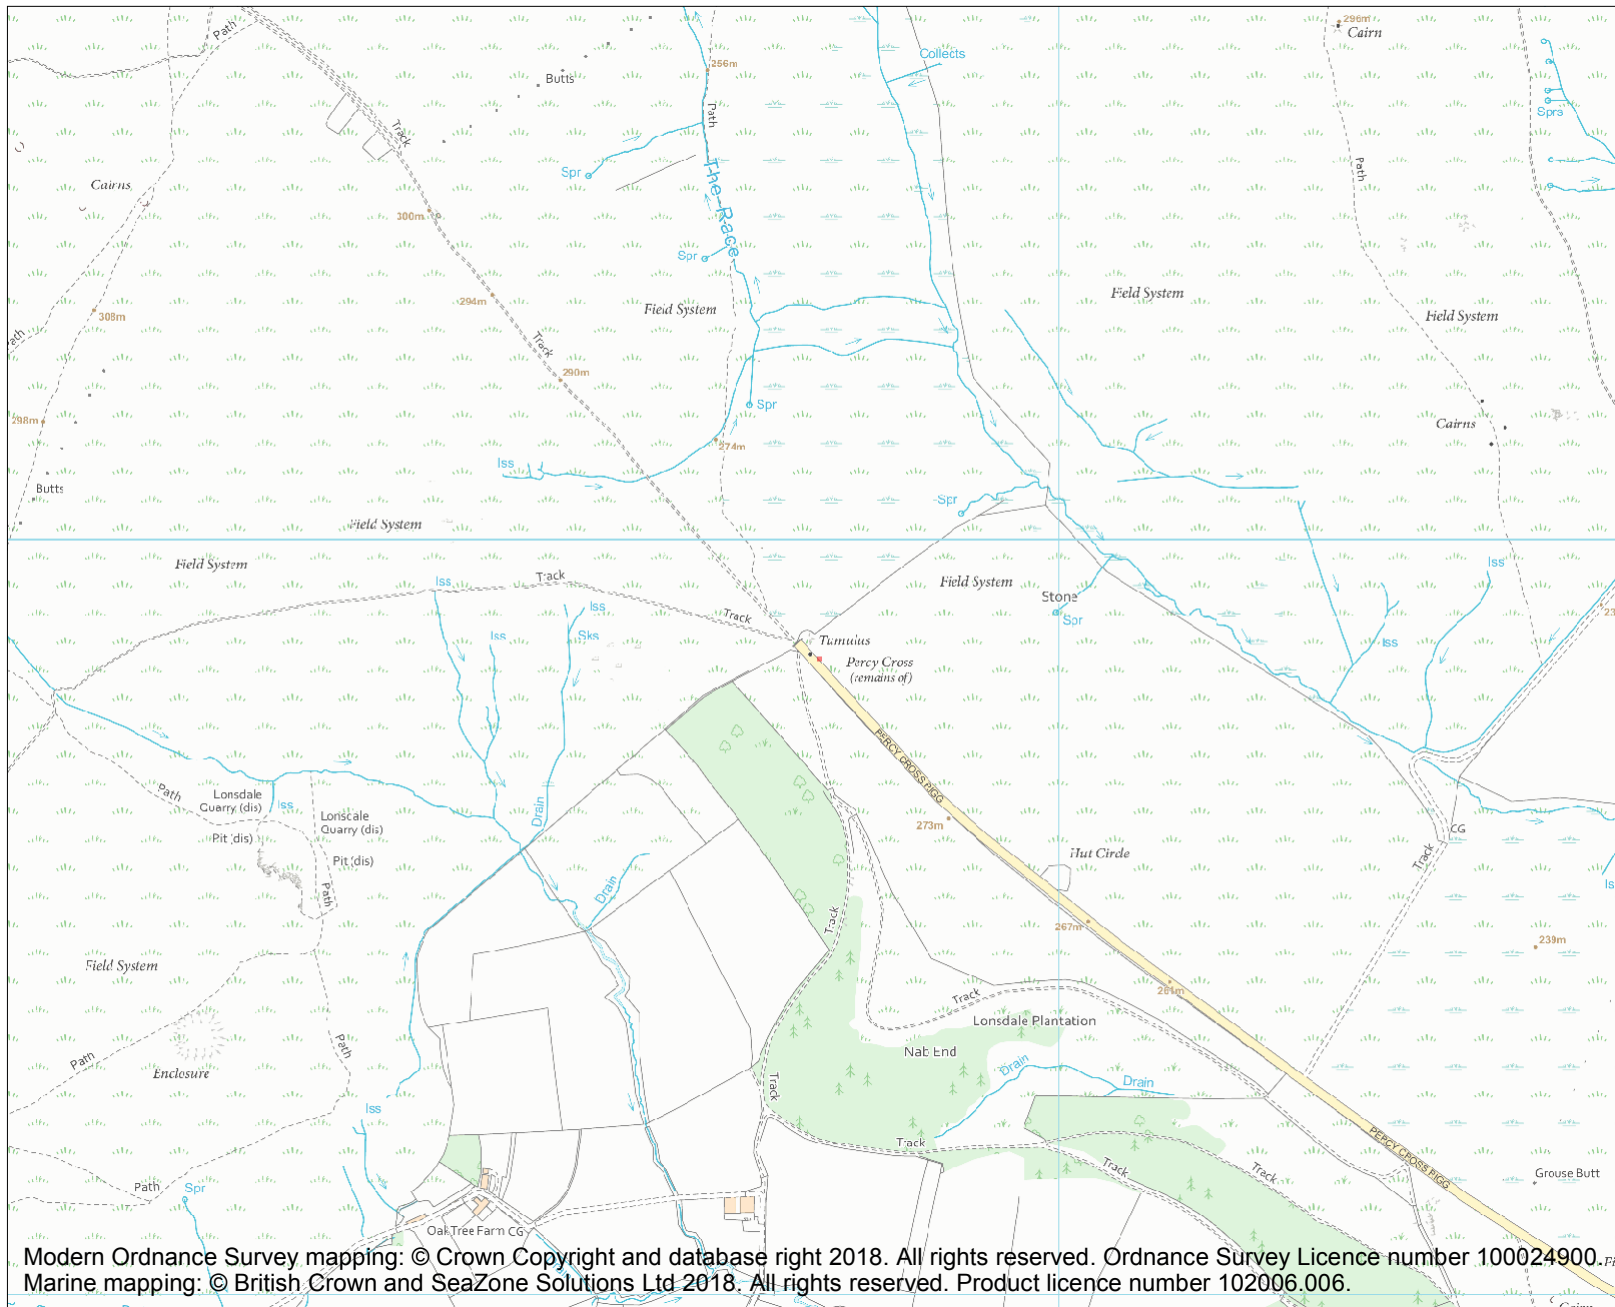 Path
296m
Cairn
Collects
256m
Butts
Path
Track
Sprs
Path
Spr
Cairns
The Race
300m
Spr
294m
Field System
Field System
Field System
308m
Path
Track
290m
Spr
298m
Cairns
274m
Iss
Butts
Spr
Field System
Field System
Track
Iss
Field System
Iss
Iss
Stone
Spr
Track
Iss
Sks
Tumulus
Iss
Percy Cross
(remains of)
PERCY CROSS RIGG
Path
Lonsdale
Quarry (dis)
Iss
Drain
Lonsdale
Quarry (dis)
273m
CG
Pit (dis)
Pit (dis)
Hut Circle
Track
Path
Drain
Track
267m
239m
Field System
261m
Track
Lonsdale Plantation
Path
Path
Nab End
Enclosure
Drain
Drain
Track
Iss
Track
PERCY CROSS RIGG
Track
Track
Grouse Butt
Path
Spr
Oak Tree Farm CG
Modern Ordnance Survey mapping: © Crown Copyright and database right 2018. All rights reserved. Ordnance Survey Licence number 100024900.
Marine mapping: © British Crown and SeaZone Solutions Ltd 2018. All rights reserved. Product licence number 102006.006.